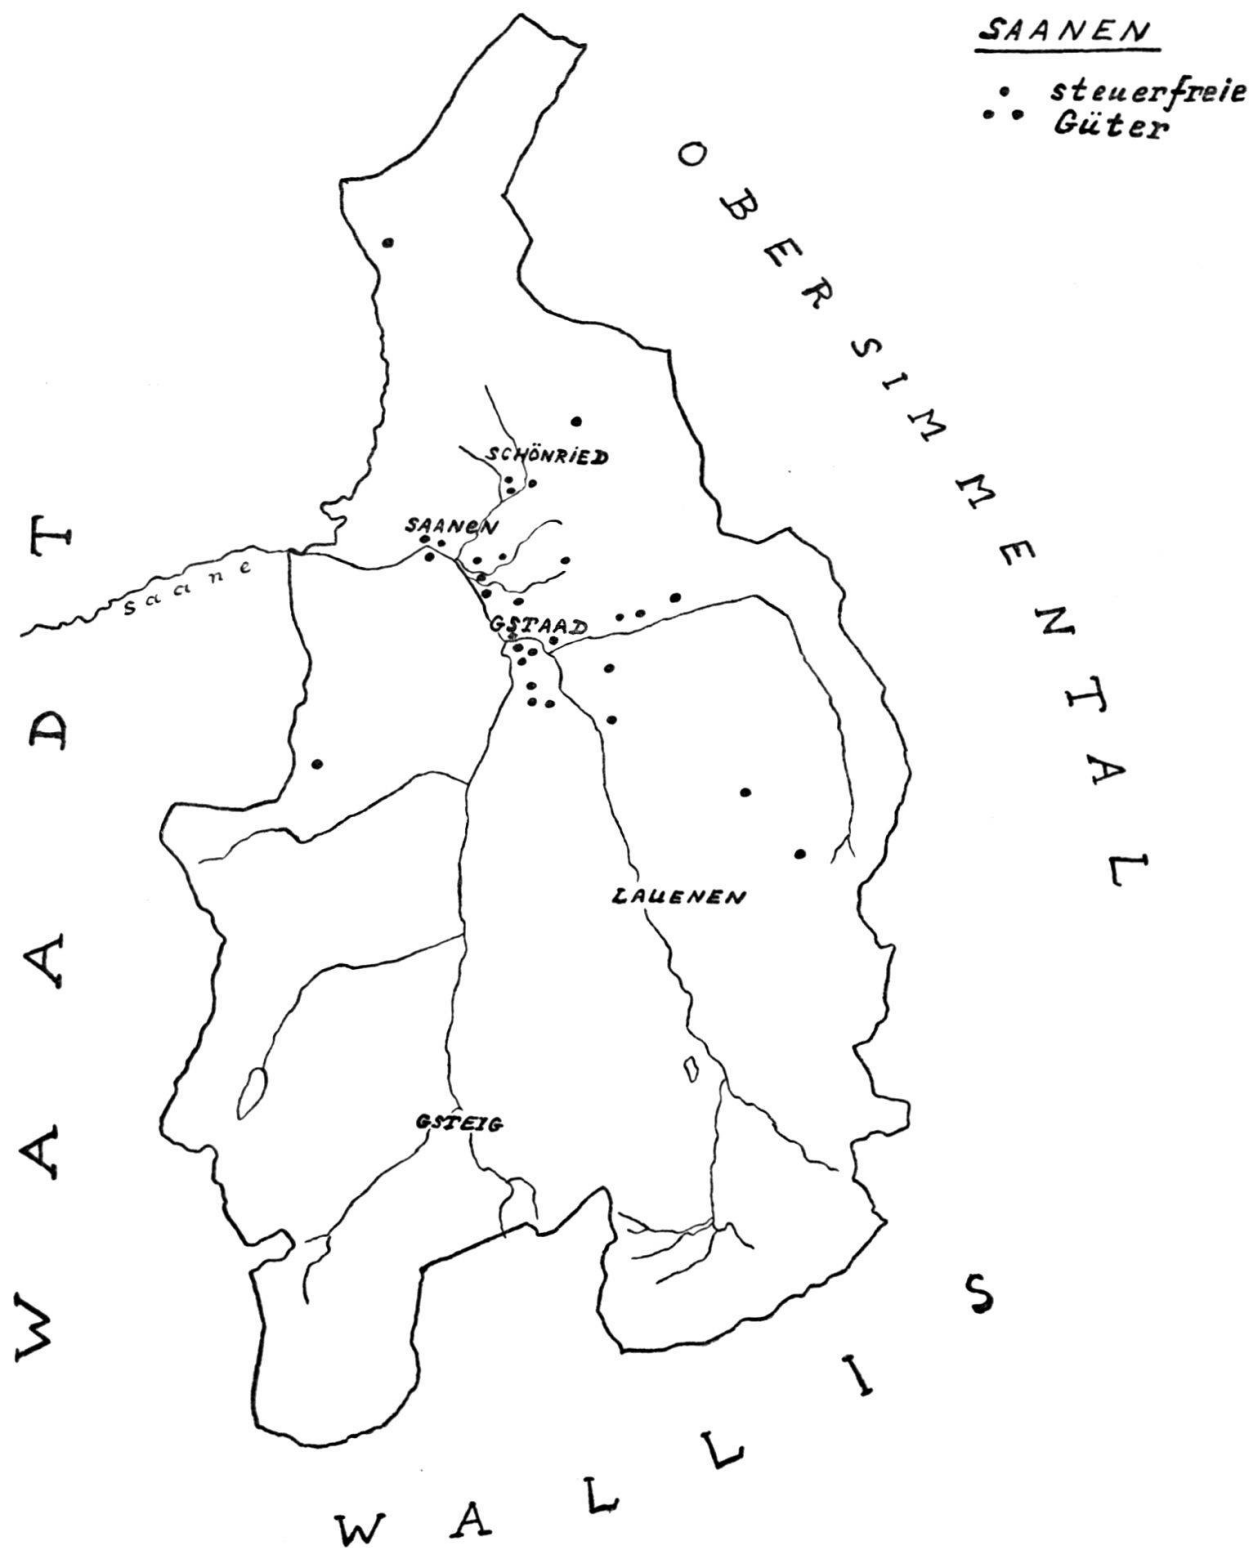 SAANEN
steuerfreie
Güter
OBERSIMMENTAL
SCHÖNRiED
SAANeN
saane
GSTAAD
LAUENEN
GSTEIG
WAADT
WALLIS